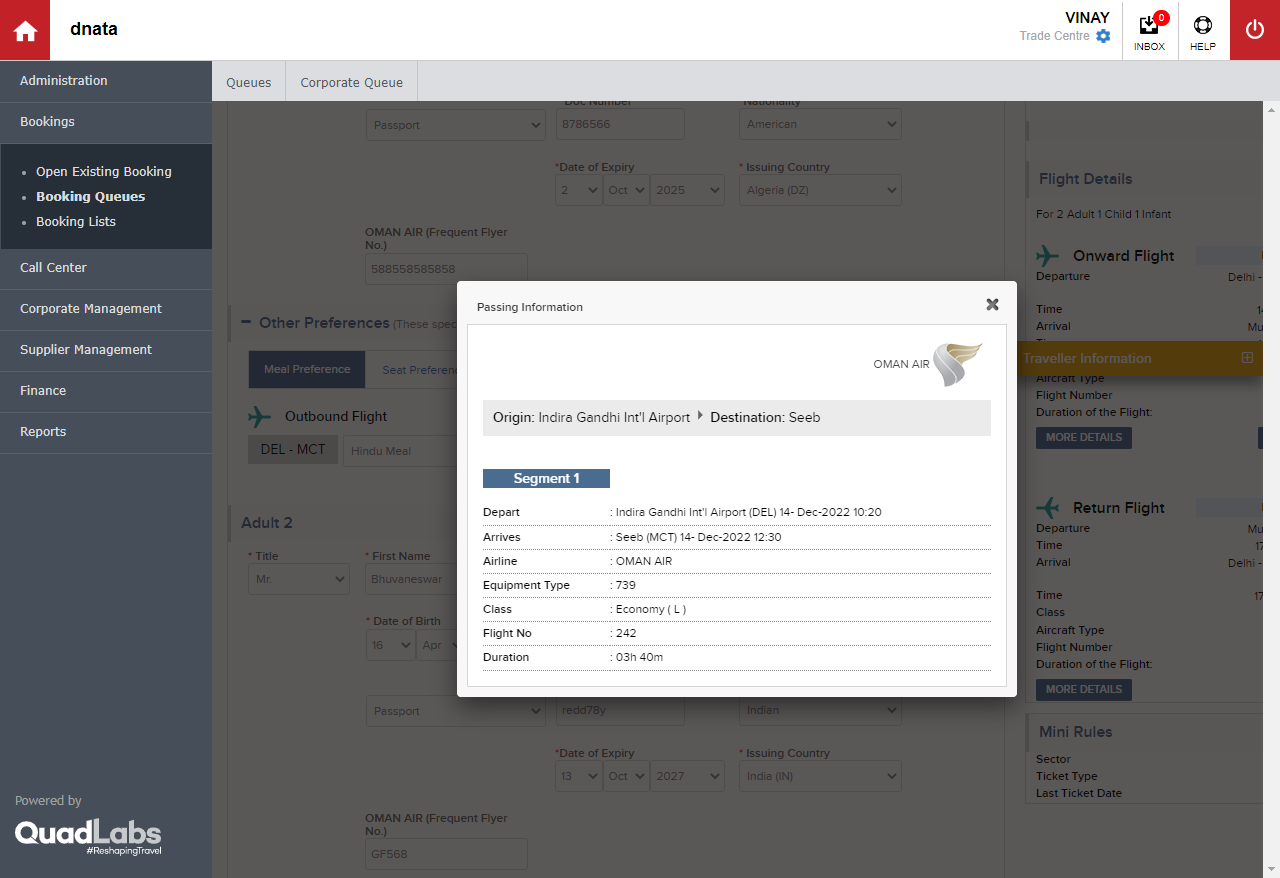 dnata
VINAY
Trade Centre
0
INBOX
HELP
Administration
Bookings
Open Existing Booking
Booking Queues
Booking Lists
Call Center
Corporate Management
Supplier Management
Finance
Reports
Powered by
QuadLabs
#ReshapingTravel
Queues
Corporate Queue
*Doc Number
Nationality
Passport
8786566
American
*Date of Expiry
* Issuing Country
2
Oct
2025
Algeria (DZ)
OMAN AIR (Frequent Flyer
No.)
588558585858
Other Preferences (These spec
Meal Preference
Seat Preferenc
Outbound Flight
DEL - MCT
Hindu Meal
Adult 2
* Title
* First Name
Mr.
Bhuvaneswar
* Date of Birth
16
Apr
Passport
redd78y
Indian
*Date of Expiry
* Issuing Country
13
Oct
2027
India (IN)
OMAN AIR (Frequent Flyer
No.)
GF568
Passing Information
OMAN AIR
Origin: Indira Gandhi Int'l Airport
Destination: Seeb
Segment 1
Depart : Indira Gandhi Int'l Airport (DEL) 14- Dec-2022 10:20
Arrives : Seeb (MCT) 14- Dec-2022 12:30
Airline : OMAN AIR
Equipment Type : 739
Class : Economy ( L )
Flight No : 242
Duration : 03h 40m
Flight Details
For 2 Adult 1 Child 1 Infant
Onward Flight
Departure Delhi -
Time 14
Arrival Mu
Traveller Information
Aircraft Type
Flight Number
Duration of the Flight:
MORE DETAILS
Return Flight
Departure Mu
Time 17
Arrival Delhi -
Time 17
Class
Aircraft Type
Flight Number
Duration of the Flight:
MORE DETAILS
Mini Rules
Sector
Ticket Type
Last Ticket Date